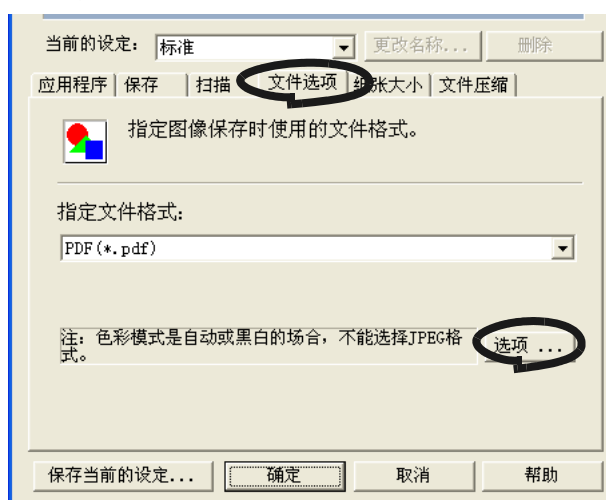 当前的设定: 标准 更改名称... 删除
应用程序 保存 扫描 文件选项 纸张大小 文件压缩
指定图像保存时使用的文件格式。
指定文件格式:
PDF(*.pdf)
注: 色彩模式是自动或黑白的场合, 不能选择JPEG格
式。
选项 ...
保存当前的设定... 确定 取消 帮助